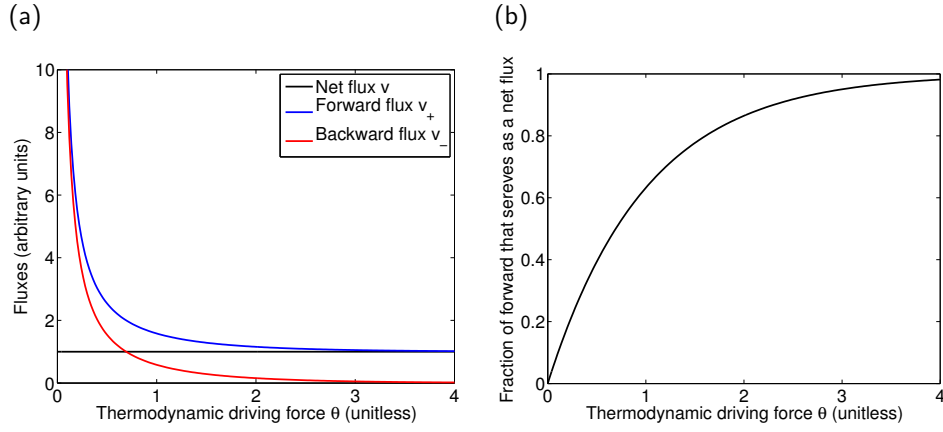 (a)
(b)
Fluxes (arbitrary units)
10
8
6
4
2
0
Net flux v
Forward flux v+
Backward flux v−
0
1
2
3
4
Thermodynamic driving force θ (unitless)
Fraction of forward that sereves as a net flux
1
0.8
0.6
0.4
0.2
0
0
1
2
3
4
Thermodynamic driving force θ (unitless)